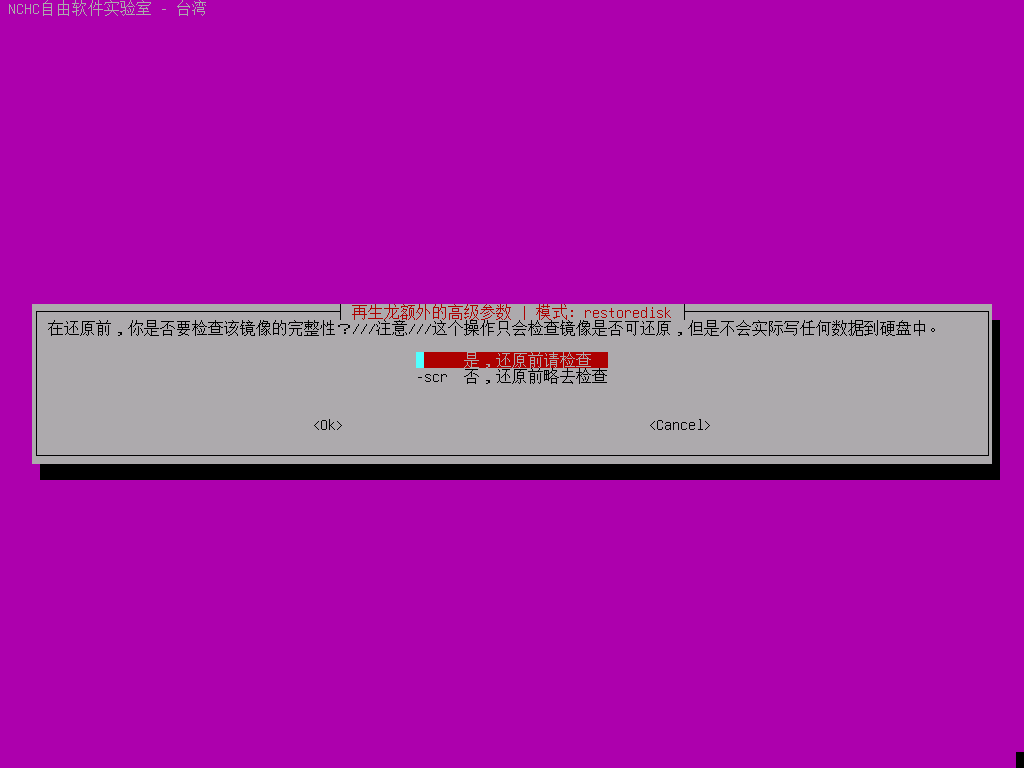 NCHC自由软件实验室 - 台湾
再生龙额外的高级参数 | 模式: restoredisk
在还原前，你是否要检查该镜像的完整性？///注意///这个操作只会检查镜像是否可还原，但是不会实际写任何数据到硬盘中。
是，还原前请检查
-scr 否，还原前略去检查
<Ok> <Cancel>